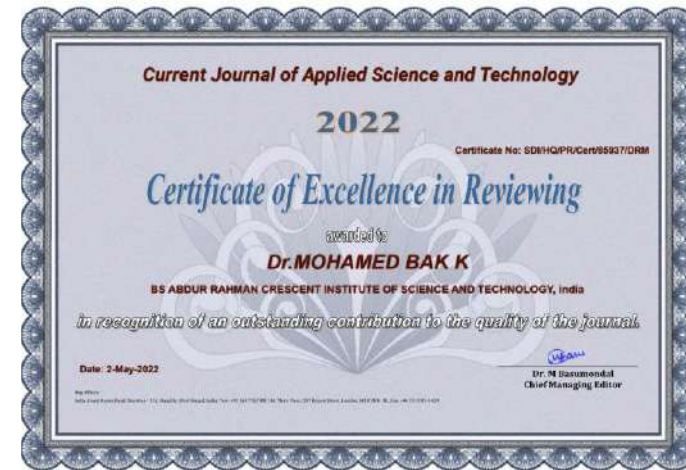 Current Journal of Applied Science and Technology
2022
Certificate No: SDI/HQ/PR/Cert/85937/DRM
Certificate of Excellence in Reviewing
awarded to
Dr.MOHAMED BAK K
BS ABDUR RAHMAN CRESCENT INSTITUTE OF SCIENCE AND TECHNOLOGY, India
in recognition of an outstanding contribution to the quality of the journal.
Date: 2-May-2022
Dr. M Basumondal
Chief Managing Editor